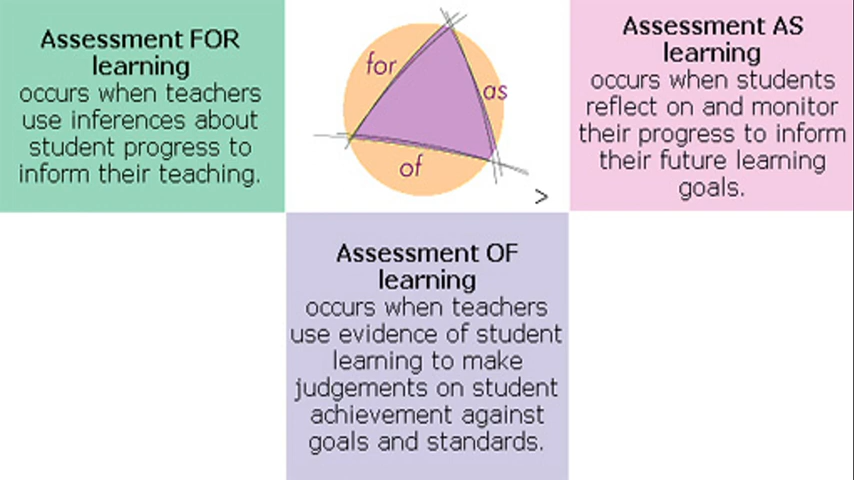 Assessment FOR
learning
occurs when teachers
use inferences about
student progress to
inform their teaching.
for
as
of
>
Assessment AS
learning
occurs when students
reflect on and monitor
their progress to inform
their future learning
goals.
Assessment OF
learning
occurs when teachers
use evidence of student
learning to make
judgements on student
achievement against
goals and standards.